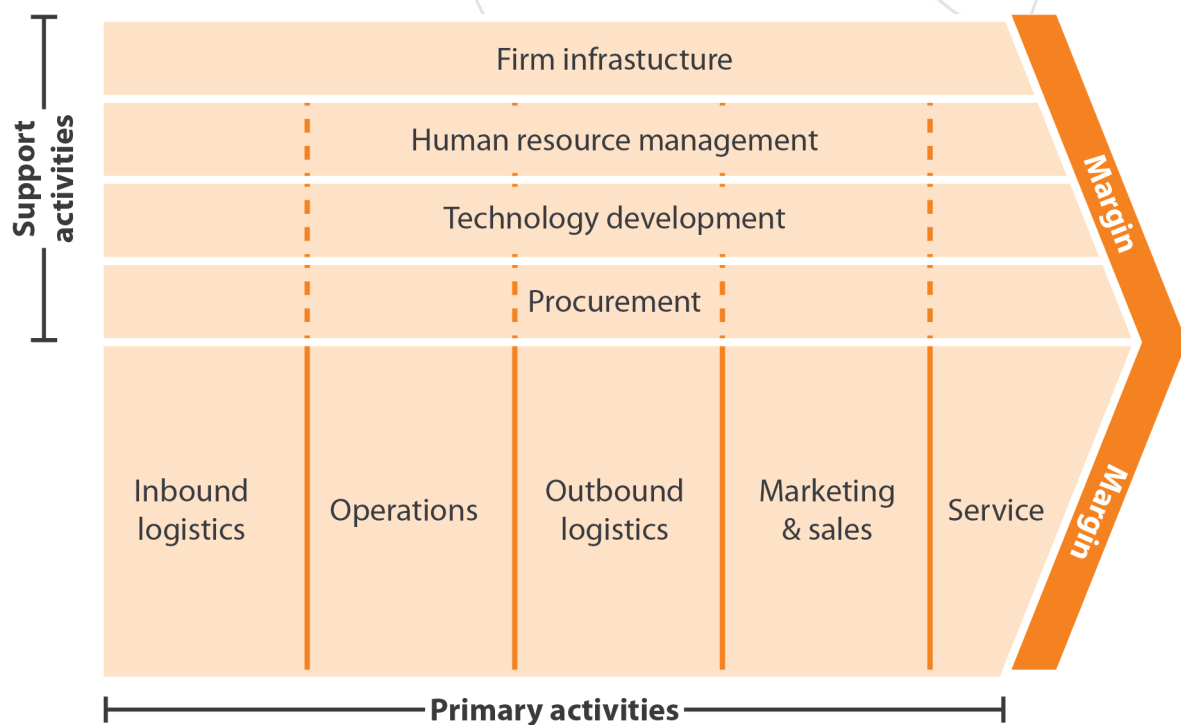 Firm infrastucture
Support
activities
Human resource management
Technology development
Procurement
Margin
Inbound
logistics
Operations
Outbound
logistics
Marketing
& sales
Service
Margin
Primary activities